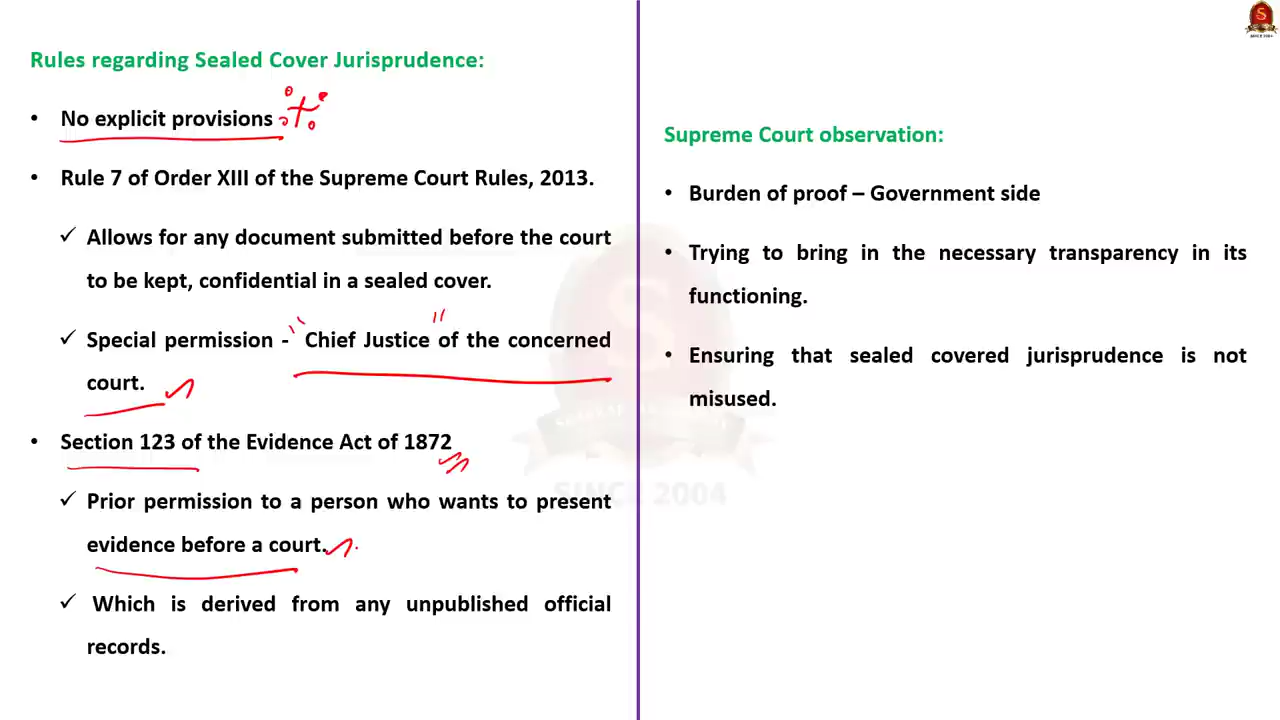 Rules regarding Sealed Cover Jurisprudence:
• No explicit provisions
• Rule 7 of Order XIII of the Supreme Court Rules, 2013.
✓ Allows for any document submitted before the court
to be kept, confidential in a sealed cover.
✓ Special permission - " Chief Justice " of the concerned
court.
• Section 123 of the Evidence Act of 1872
✓ Prior permission to a person who wants to present
evidence before a court.
✓ Which is derived from any unpublished official
records.
Supreme Court observation:
• Burden of proof – Government side
• Trying to bring in the necessary transparency in its
functioning.
• Ensuring that sealed covered jurisprudence is not
misused.
S
SINCE 2004
S
SINCE 2004